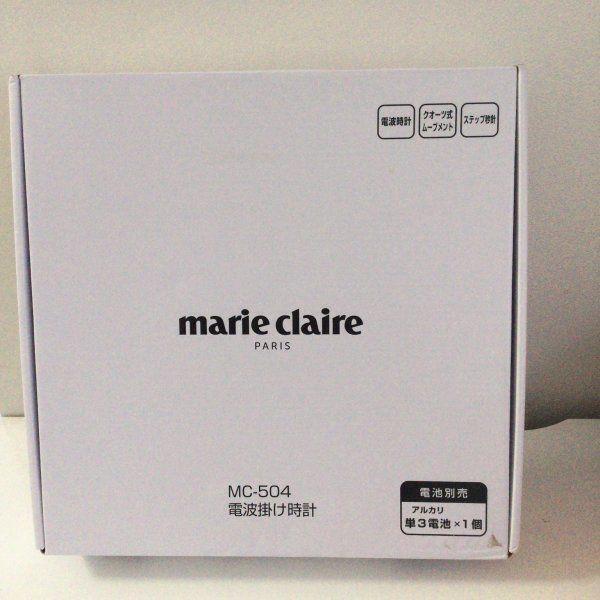 電波時計
クオーツ式
ムーブメント
ステップ秒針
marie claire
PARIS
MC-504
電波掛け時計
電池別売
アルカリ
単3電池×1個